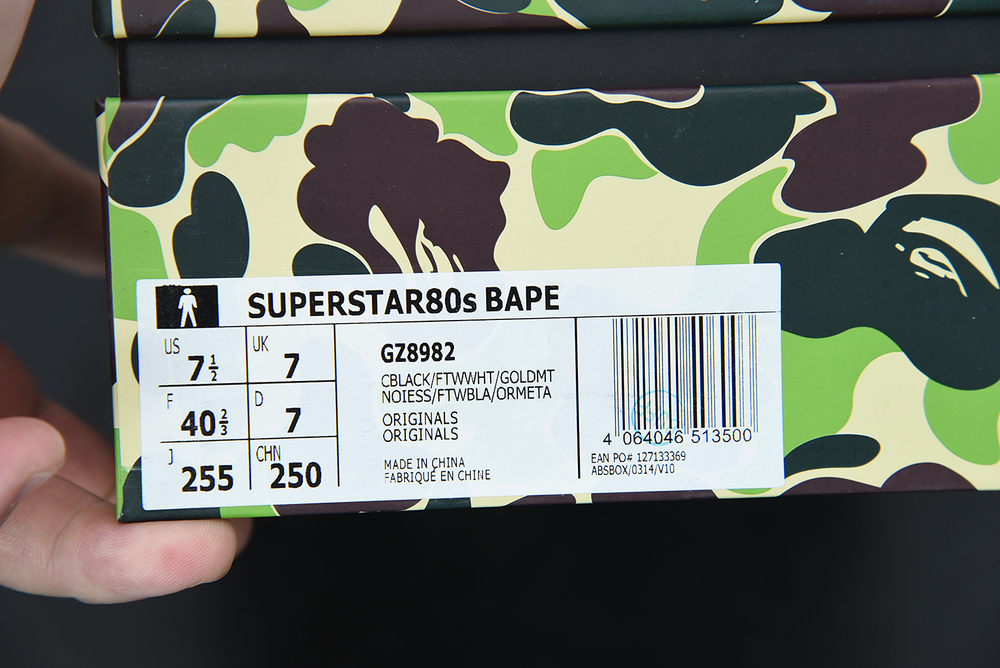 SUPERSTAR80s BAPE
US 7 1/2
UK 7
F 40 2/3
D 7
J 255
CHN 250
GZ8982
CBLACK/FTWWHT/GOLDMT
NOIESS/FTWBLA/ORMETA
ORIGINALS
ORIGINALS
MADE IN CHINA
FABRIQUÉ EN CHINE
4 064046 513500
EAN PO# 127133369
ABSBOX/0314/V10